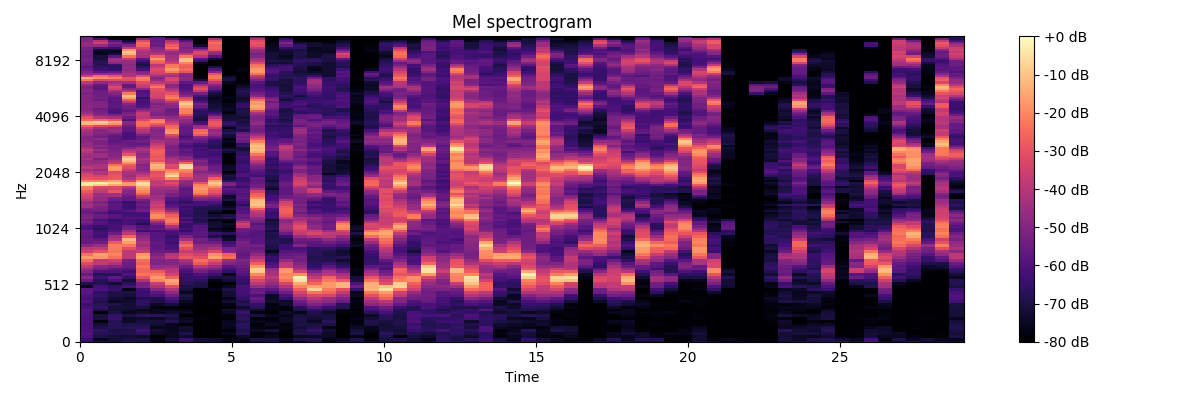 Mel spectrogram
8192
4096
2048
1024
512
0
Hz
0 5 10 15 20 25
Time
+0 dB
-10 dB
-20 dB
-30 dB
-40 dB
-50 dB
-60 dB
-70 dB
-80 dB